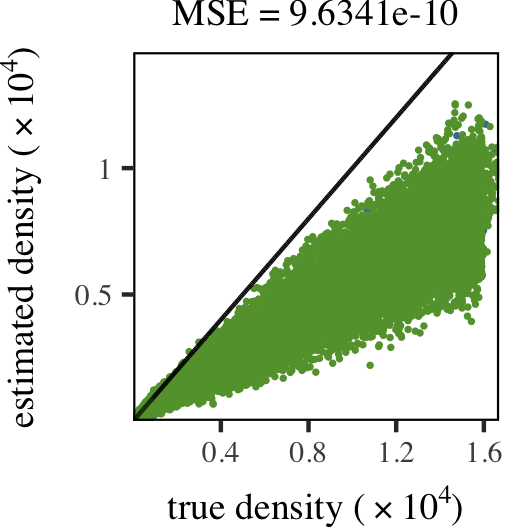 MSE = 9.6341e-10
estimated density ( × 10⁴)
1
0.5
0.4 0.8 1.2 1.6
true density ( × 10⁴)